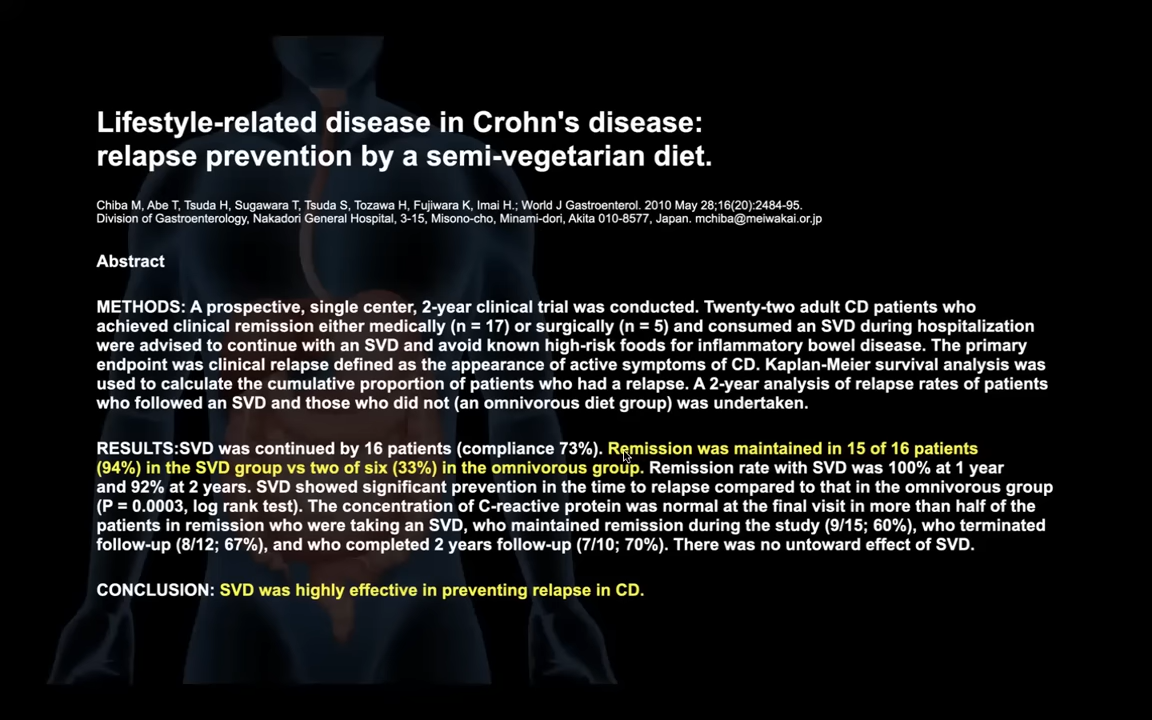 Lifestyle-related disease in Crohn's disease:
relapse prevention by a semi-vegetarian diet.
Chiba M, Abe T, Tsuda H, Sugawara T, Tsuda S, Tozawa H, Fujiwara K, Imai H.; World J Gastroenterol. 2010 May 28;16(20):2484-95.
Division of Gastroenterology, Nakadori General Hospital, 3-15, Misono-cho, Minami-dori, Akita 010-8577, Japan. mchiba@meiwakai.or.jp
Abstract
METHODS: A prospective, single center, 2-year clinical trial was conducted. Twenty-two adult CD patients who
achieved clinical remission either medically (n = 17) or surgically (n = 5) and consumed an SVD during hospitalization
were advised to continue with an SVD and avoid known high-risk foods for inflammatory bowel disease. The primary
endpoint was clinical relapse defined as the appearance of active symptoms of CD. Kaplan-Meier survival analysis was
used to calculate the cumulative proportion of patients who had a relapse. A 2-year analysis of relapse rates of patients
who followed an SVD and those who did not (an omnivorous diet group) was undertaken.
RESULTS:SVD was continued by 16 patients (compliance 73%). Remission was maintained in 15 of 16 patients
(94%) in the SVD group vs two of six (33%) in the omnivorous group. Remission rate with SVD was 100% at 1 year
and 92% at 2 years. SVD showed significant prevention in the time to relapse compared to that in the omnivorous group
(P = 0.0003, log rank test). The concentration of C-reactive protein was normal at the final visit in more than half of the
patients in remission who were taking an SVD, who maintained remission during the study (9/15; 60%), who terminated
follow-up (8/12; 67%), and who completed 2 years follow-up (7/10; 70%). There was no untoward effect of SVD.
CONCLUSION: SVD was highly effective in preventing relapse in CD.